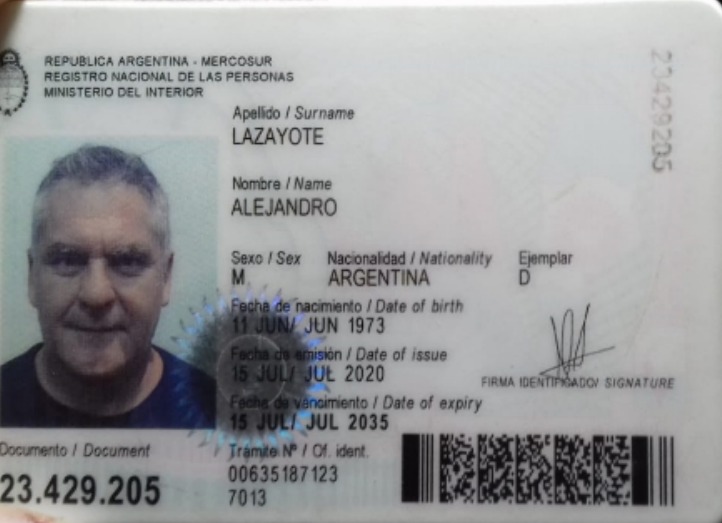 REPUBLICA ARGENTINA - MERCOSUR
REGISTRO NACIONAL DE LAS PERSONAS
MINISTERIO DEL INTERIOR
Apellido / Surname
LAZAYOTE
Nombre / Name
ALEJANDRO
Sexo / Sex Nacionalidad / Nationality Ejemplar
M ARGENTINA D
Fecha de nacimiento / Date of birth
11 JUN/ JUN 1973
Fecha de emisión / Date of issue
15 JUL/ JUL 2020
FIRMA IDENTIFICADO/ SIGNATURE
Fecha de vencimiento / Date of expiry
15 JUL/ JUL 2035
Documento / Document
23.429.205
Trámite Nº / Of. ident.
00635187123
7013
23429205